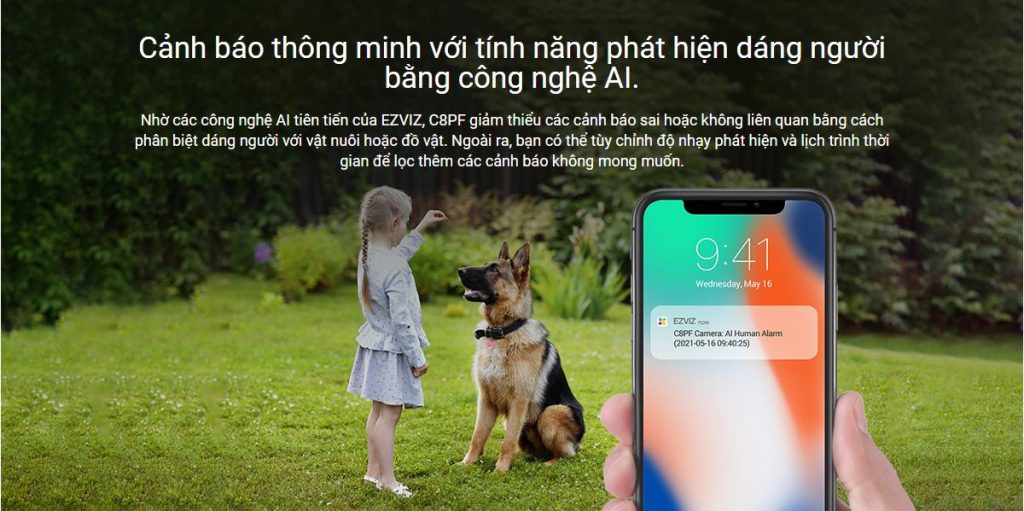 Cảnh báo thông minh với tính năng phát hiện dáng người
bằng công nghệ AI.
Nhờ các công nghệ AI tiên tiến của EZVIZ, C8PF giảm thiểu các cảnh báo sai hoặc không liên quan bằng cách
phân biệt dáng người với vật nuôi hoặc đồ vật. Ngoài ra, bạn có thể tùy chỉnh độ nhạy phát hiện và lịch trình thời
gian để lọc thêm các cảnh báo không mong muốn.
9:41
Wednesday, May 16
EZVIZ now
C8PF Camera: AI Human Alarm
(2021-05-16 09:40:25)